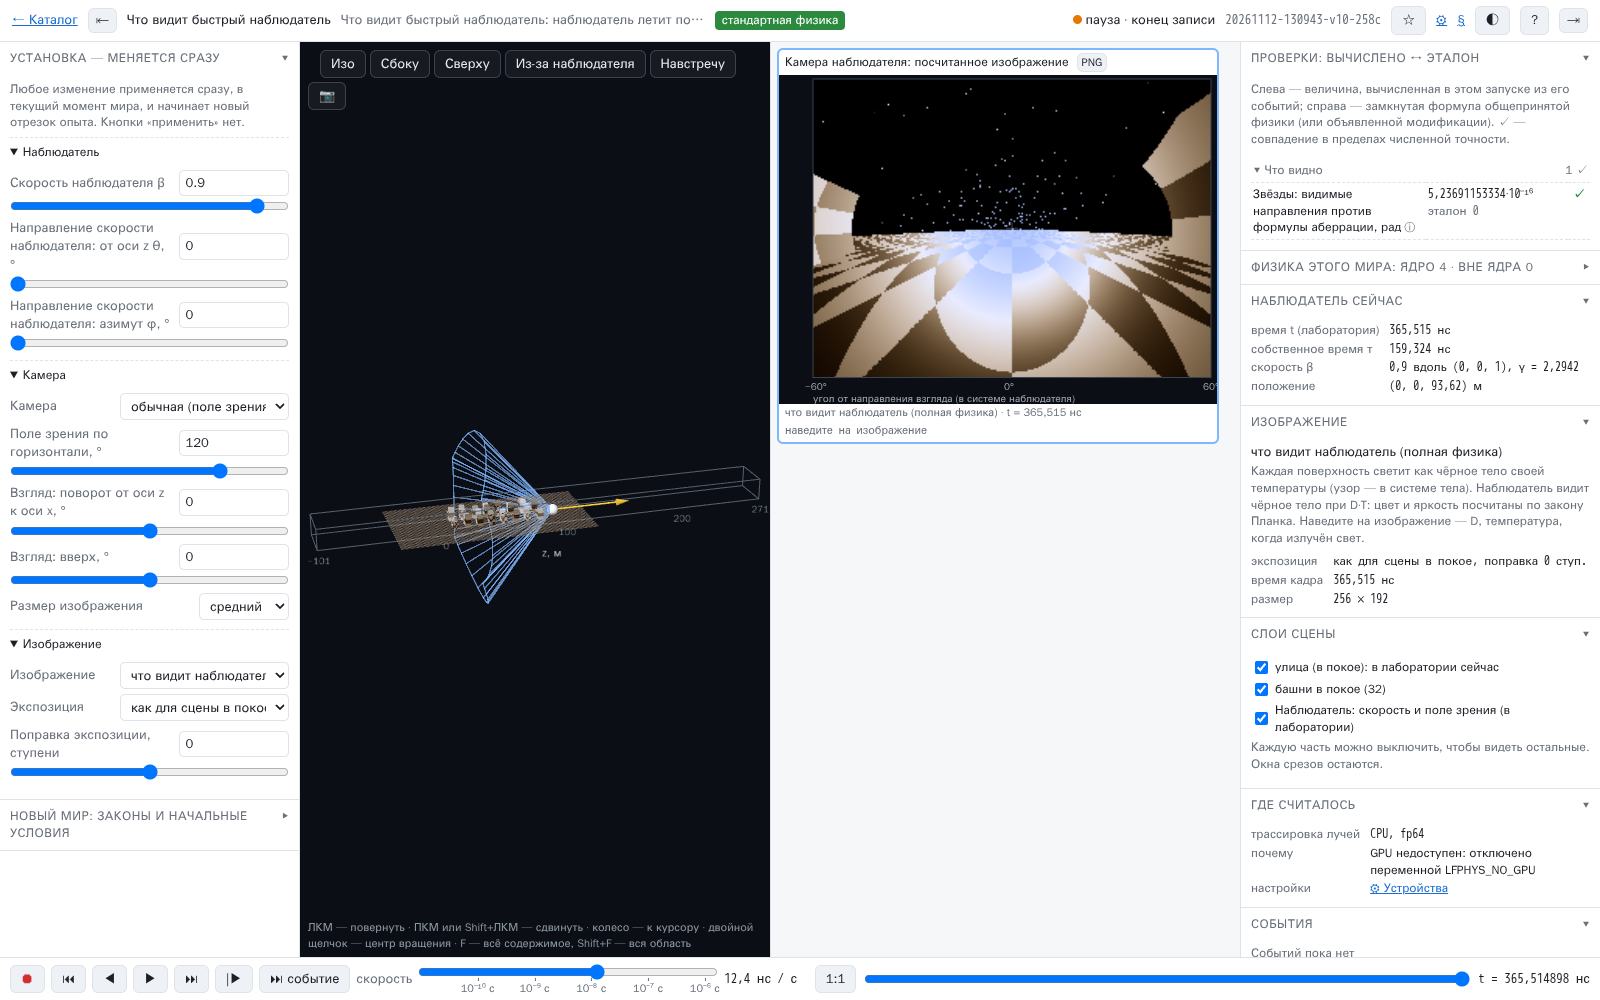 ← Каталог ⇤ Что видит быстрый наблюдатель Что видит быстрый наблюдатель: наблюдатель летит по··· стандартная физика пауза · конец записи 20261112-130943-v10-258c ☆ ⚙ § ? ⇥
УСТАНОВКА — МЕНЯЕТСЯ СРАЗУ
Любое изменение применяется сразу, в
текущий момент мира, и начинает новый
отрезок опыта. Кнопки «применить» нет.
Наблюдатель
Скорость наблюдателя β 0.9
Направление скорости
наблюдателя: от оси z θ, 0
°
Направление скорости
наблюдателя: азимут φ, ° 0
Камера
Камера обычная (поле зрения
Поле зрения по
горизонтали, ° 120
Взгляд: поворот от оси z
к оси x, ° 0
Взгляд: вверх, ° 0
Размер изображения средний
Изображение
Изображение что видит наблюдател
Экспозиция как для сцены в покое
Поправка экспозиции,
ступени 0
НОВЫЙ МИР: ЗАКОНЫ И НАЧАЛЬНЫЕ
УСЛОВИЯ
Изо Сбоку Сверху Из-за наблюдателя Навстречу
-101
0
100
200
271
z, м
ЛКМ — повернуть · ПКМ или Shift+ЛКМ — сдвинуть · колесо — к курсору · двойной
щелчок — центр вращения · F — всё содержимое, Shift+F — вся область
Камера наблюдателя: посчитанное изображение PNG
−60° 0° 60°
угол от направления взгляда (в системе наблюдателя)
что видит наблюдатель (полная физика) · t = 365,515 нс
наведите на изображение
ПРОВЕРКИ: ВЫЧИСЛЕНО ↔ ЭТАЛОН
Слева — величина, вычисленная в этом запуске из его
событий; справа — замкнутая формула общепринятой
физики (или объявленной модификации). ✓ —
совпадение в пределах численной точности.
Что видно 1 ✓
Звёзды: видимые 5,23691153334·10⁻¹⁶ ✓
направления против эталон 0
формулы аберрации, рад ⓘ
ФИЗИКА ЭТОГО МИРА: ЯДРО 4 · ВНЕ ЯДРА 0
НАБЛЮДАТЕЛЬ СЕЙЧАС
время t (лаборатория) 365,515 нс
собственное время τ 159,324 нс
скорость β 0,9 вдоль (0, 0, 1), γ = 2,2942
положение (0, 0, 93,62) м
ИЗОБРАЖЕНИЕ
что видит наблюдатель (полная физика)
Каждая поверхность светит как чёрное тело своей
температуры (узор — в системе тела). Наблюдатель видит
чёрное тело при D·T: цвет и яркость посчитаны по закону
Планка. Наведите на изображение — D, температура,
когда излучён свет.
экспозиция как для сцены в покое, поправка 0 ступ.
время кадра 365,515 нс
размер 256 × 192
СЛОИ СЦЕНЫ
улица (в покое): в лаборатории сейчас
башни в покое (32)
Наблюдатель: скорость и поле зрения (в
лаборатории)
Каждую часть можно выключить, чтобы видеть остальные.
Окна срезов остаются.
ГДЕ СЧИТАЛОСЬ
трассировка лучей CPU, fp64
почему GPU недоступен: отключено
переменной LFPHYS_NO_GPU
настройки ⚙ Устройства
СОБЫТИЯ
Событий пока нет
событие скорость 12,4 нс / с 1:1 t = 365,514898 нс
10⁻¹⁰ с 10⁻⁹ с 10⁻⁸ с 10⁻⁷ с 10⁻⁶ с